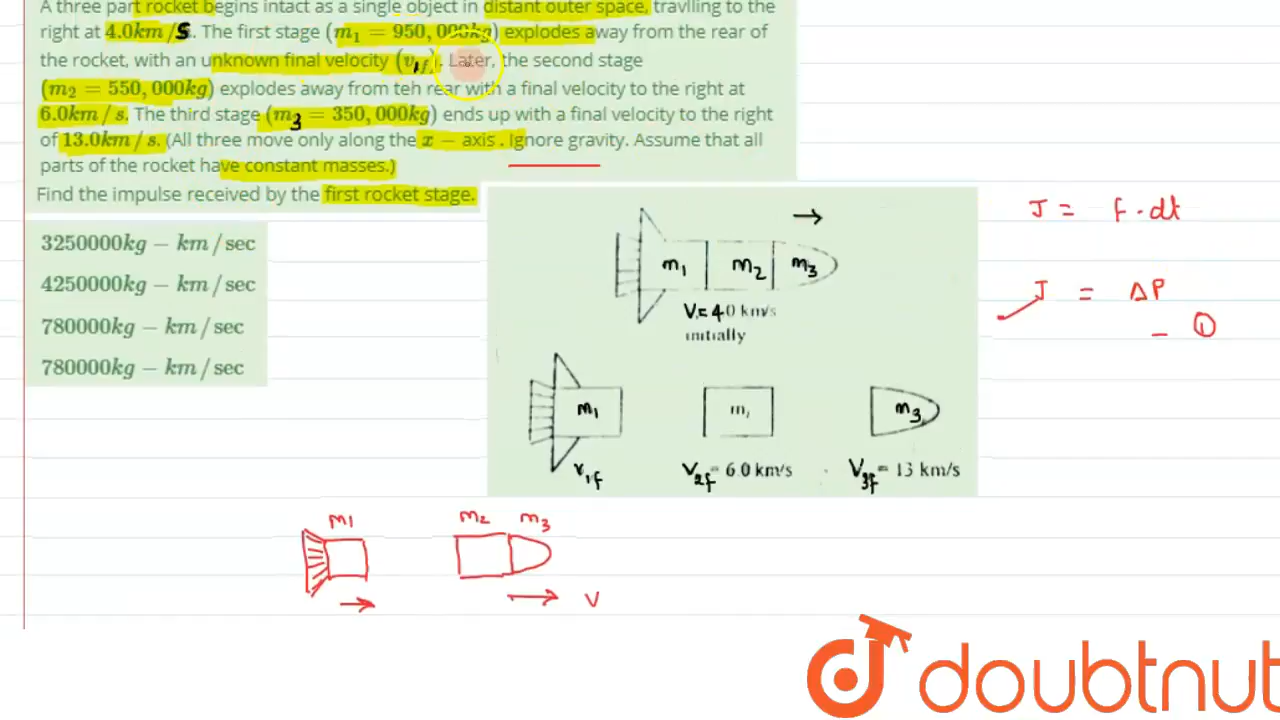 A three part rocket begins intact as a single object in distant outer space, travlling to the
right at 4.0km/S. The first stage (m₁ = 950,000kg) explodes away from the rear of
the rocket, with an unknown final velocity (v₁f). Later, the second stage
(m₂ = 550,000kg) explodes away from teh rear with a final velocity to the right at
6.0km/s. The third stage (m₃ = 350,000kg) ends up with a final velocity to the right
of 13.0km/s. (All three move only along the x − axis . Ignore gravity. Assume that all
parts of the rocket have constant masses.)
Find the impulse received by the first rocket stage.
3250000kg − km/sec
4250000kg − km/sec
780000kg − km/sec
780000kg − km/sec
m₁ m₂ m₃
V = 4.0 km/s
initially
m₁ m, m₃
v₁f V₂f = 6.0 km/s V₃f = 13 km/s
J = F·dt
J = ΔP
– ①
m₁ m₂ m₃
V
doubtnut